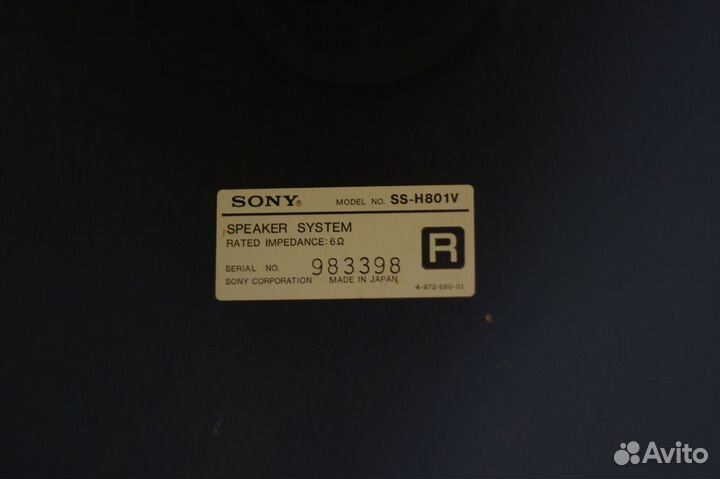 SONY® MODEL NO. SS-H801V
SPEAKER SYSTEM
RATED IMPEDANCE:6Ω
R
SERIAL NO. 983398
SONY CORPORATION MADE IN JAPAN
4-972-680-01
Avito